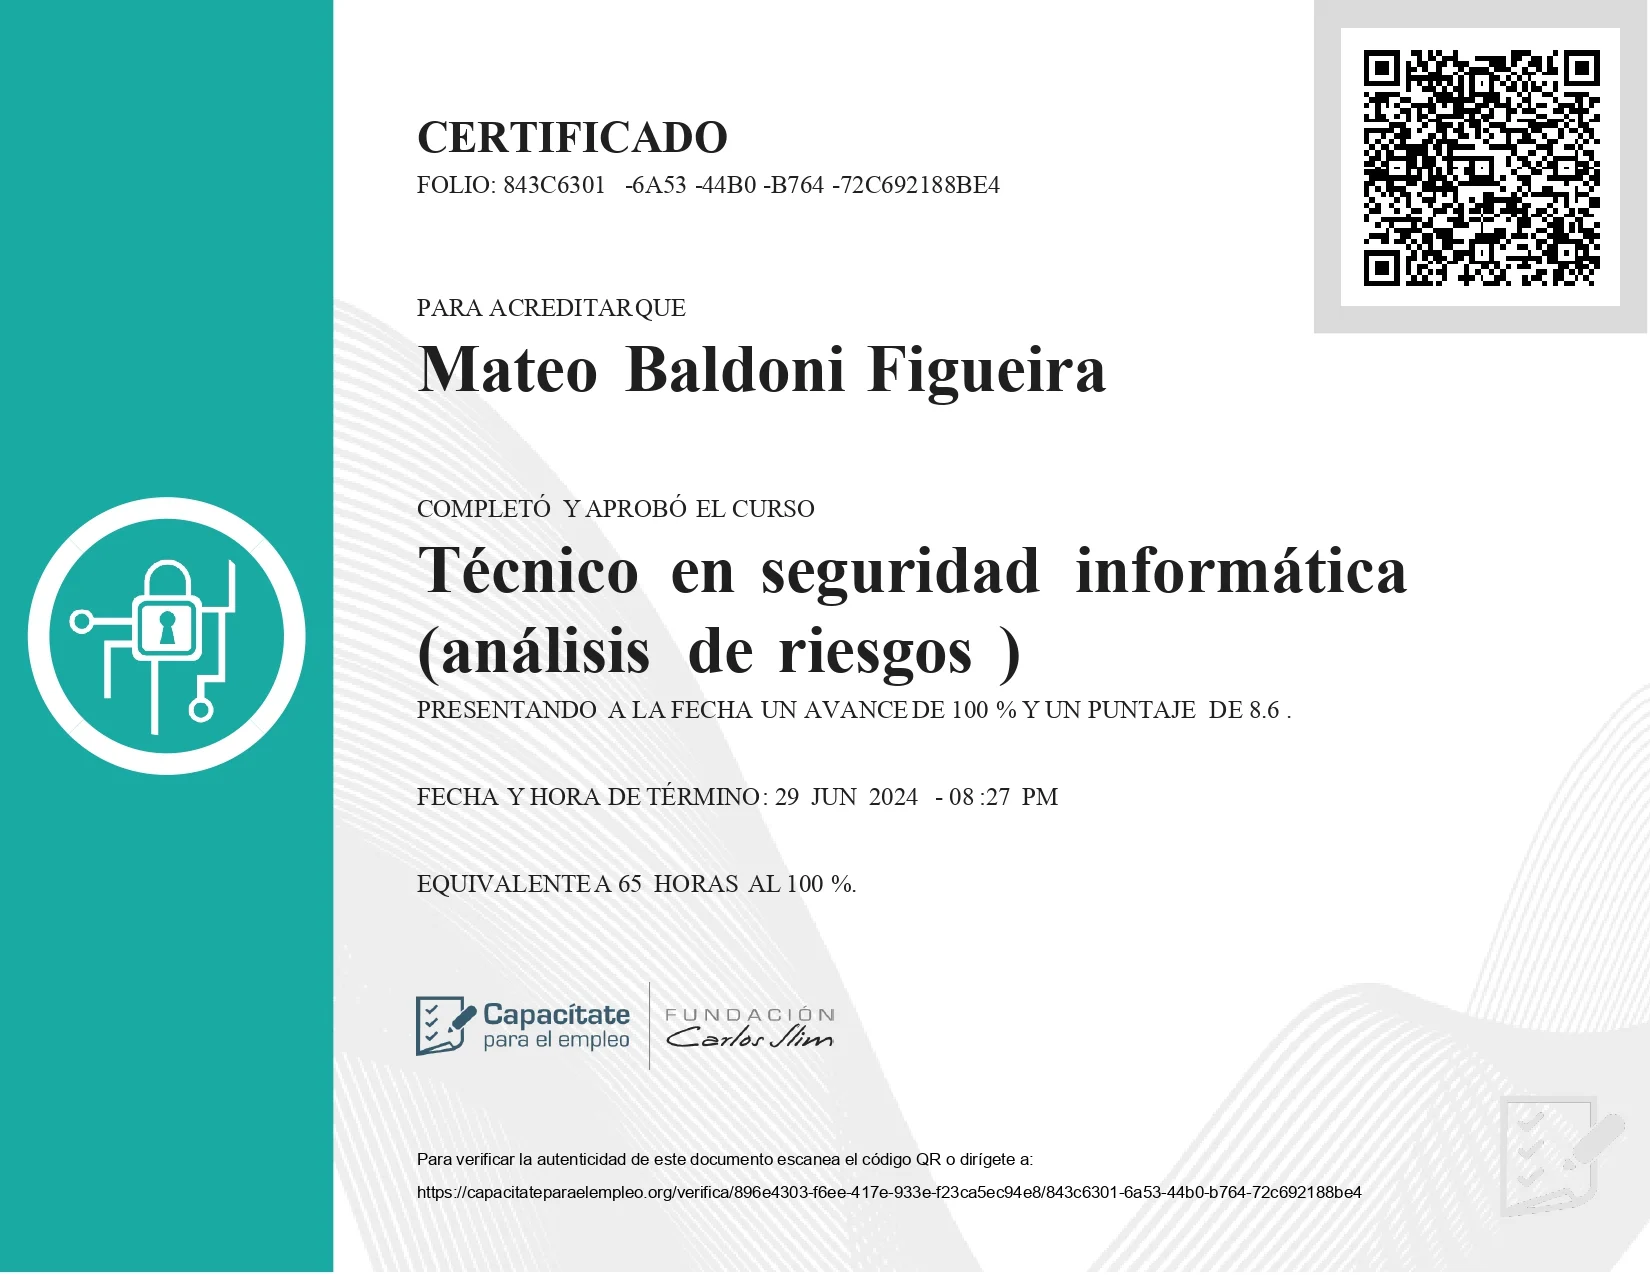 CERTIFICADO
FOLIO: 843C6301 -6A53 -44B0 -B764 -72C692188BE4
PARA ACREDITAR QUE
Mateo Baldoni Figueira
COMPLETÓ Y APROBÓ EL CURSO
Técnico en seguridad informática
(análisis de riesgos )
PRESENTANDO A LA FECHA UN AVANCE DE 100 % Y UN PUNTAJE DE 8.6 .
FECHA Y HORA DE TÉRMINO: 29 JUN 2024 - 08 :27 PM
EQUIVALENTE A 65 HORAS AL 100 %.
Capacítate
para el empleo
FUNDACIÓN
Carlos Slim
Para verificar la autenticidad de este documento escanea el código QR o dirígete a:
https://capacitateparaelempleo.org/verifica/896e4303-f6ee-417e-933e-f23ca5ec94e8/843c6301-6a53-44b0-b764-72c692188be4